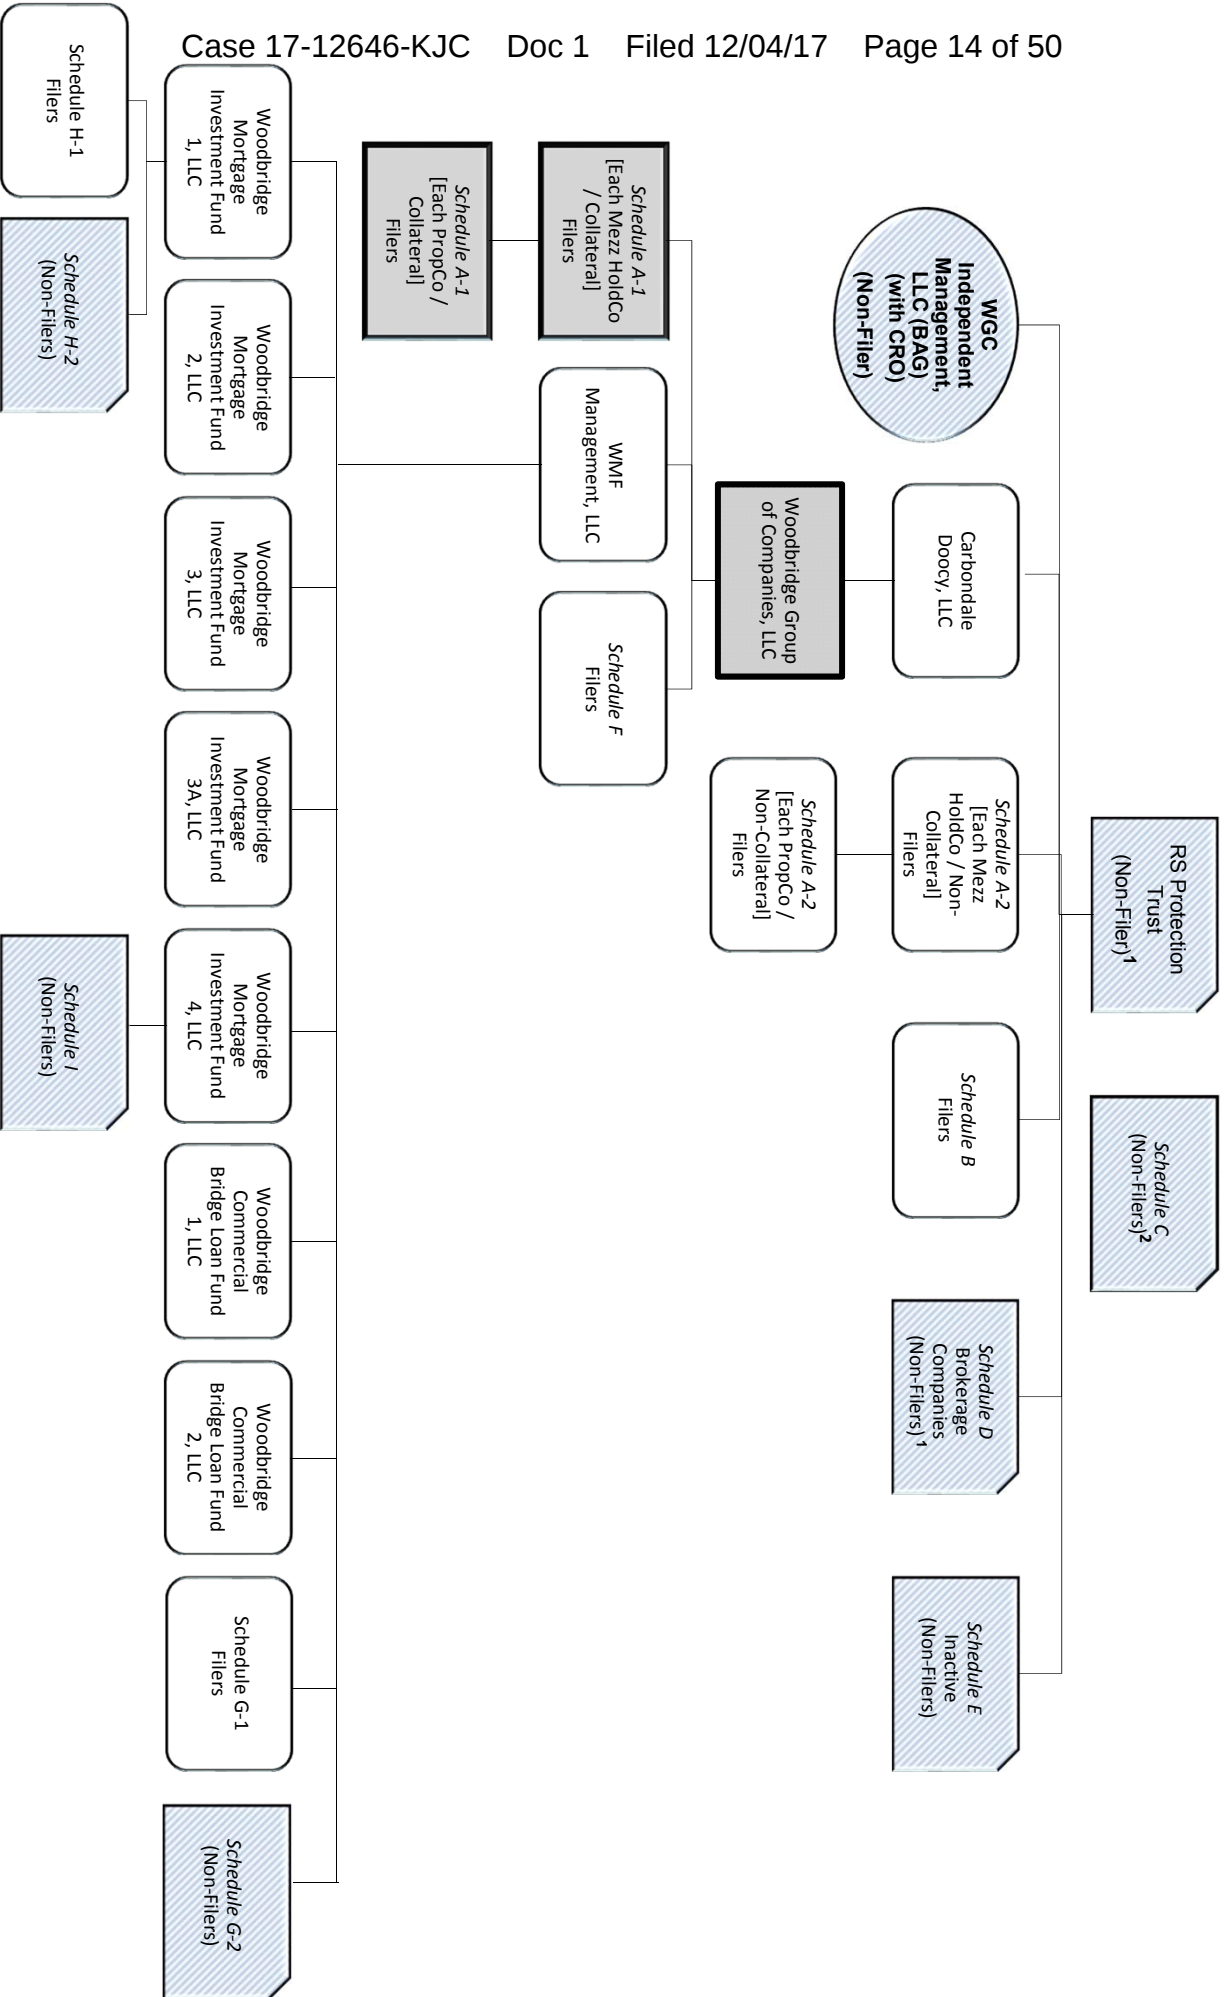 Case 17-12646-KJC Doc 1 Filed 12/04/17 Page 14 of 50
RS Protection
Trust
(Non-Filer)1
Schedule C
(Non-Filers)2
WGC
Independent
Management,
LLC (BAG)
(with CRO)
(Non-Filer)
Carbondale
Doocy, LLC
Schedule A-2
[Each Mezz
HoldCo / Non-
Collateral]
Filers
Schedule B
Filers
Schedule D
Brokerage
Companies
(Non-Filers) 1
Schedule E
Inactive
(Non-Filers)
Woodbridge Group
of Companies, LLC
Schedule A-2
[Each PropCo /
Non-Collateral]
Filers
Schedule A-1
[Each Mezz HoldCo
/ Collateral]
Filers
WMF
Management, LLC
Schedule F
Filers
Schedule A-1
[Each PropCo /
Collateral]
Filers
Woodbridge
Mortgage
Investment Fund
1, LLC
Woodbridge
Mortgage
Investment Fund
2, LLC
Woodbridge
Mortgage
Investment Fund
3, LLC
Woodbridge
Mortgage
Investment Fund
3A, LLC
Woodbridge
Mortgage
Investment Fund
4, LLC
Woodbridge
Commercial
Bridge Loan Fund
1, LLC
Woodbridge
Commercial
Bridge Loan Fund
2, LLC
Schedule G-1
Filers
Schedule G-2
(Non-Filers)
Schedule H-1
Filers
Schedule H-2
(Non-Filers)
Schedule I
(Non-Filers)